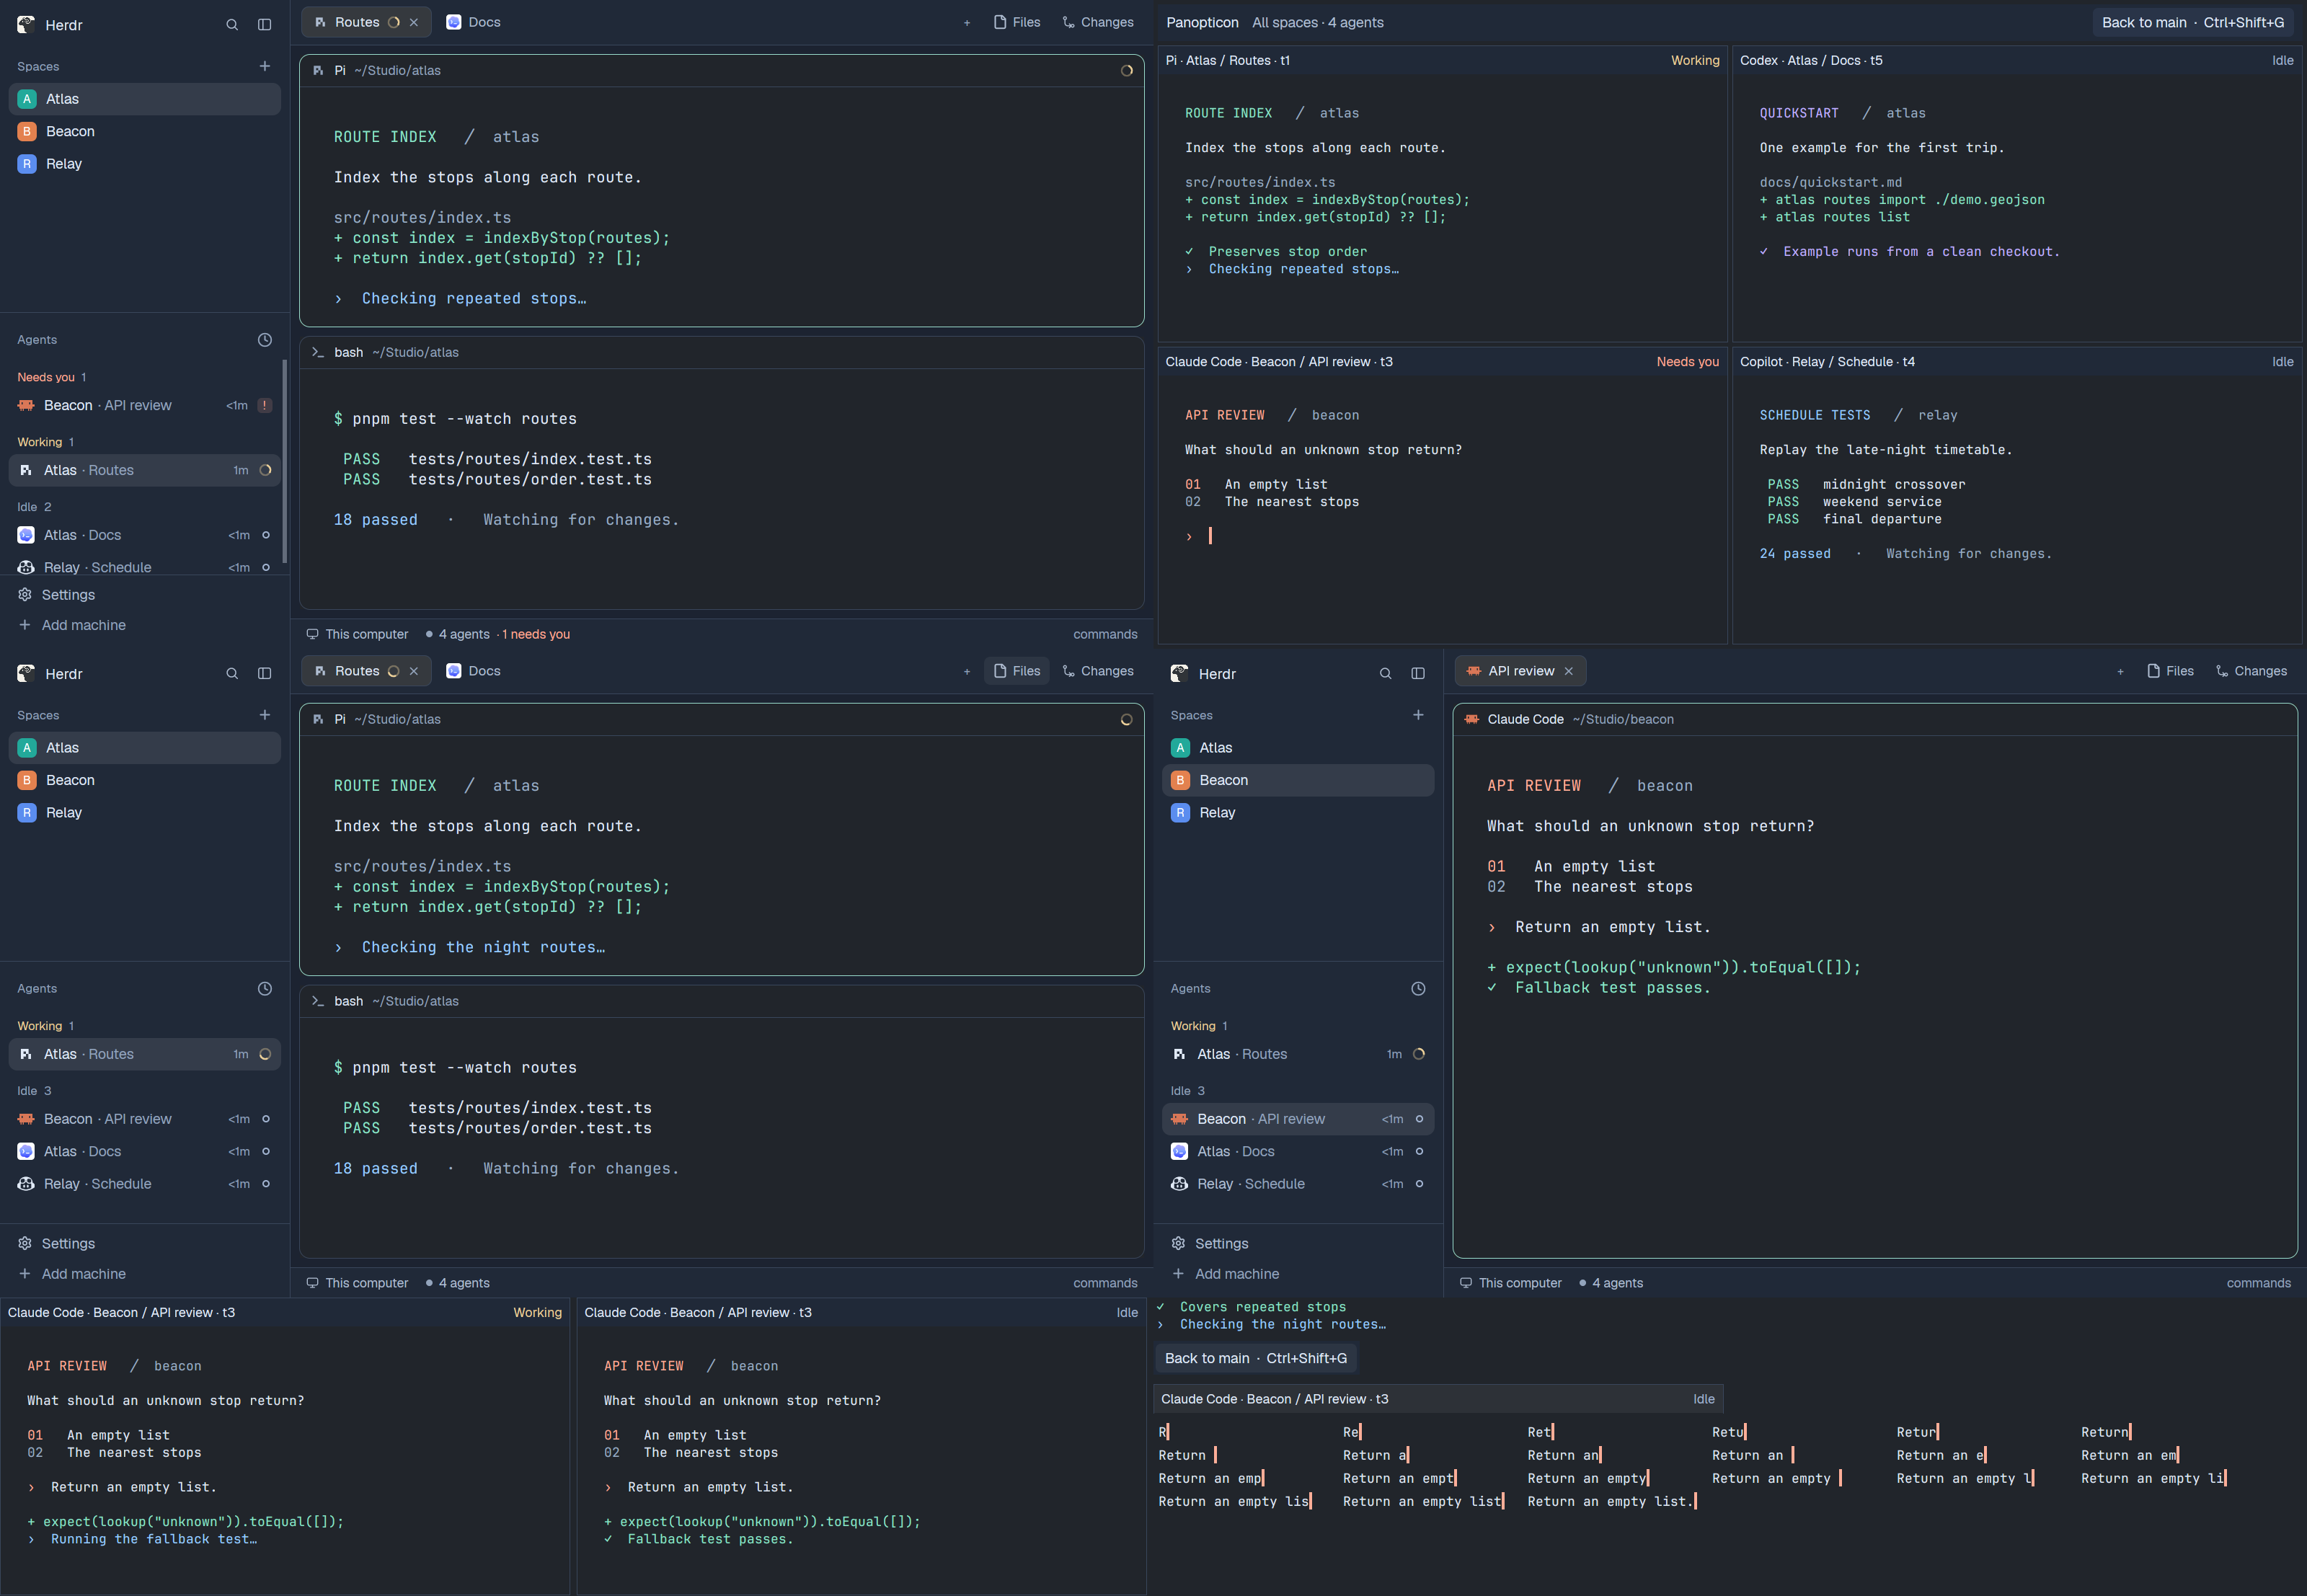 Herdr
Spaces
A Atlas
B Beacon
R Relay
Agents
Needs you 1
Beacon · API review <1m !
Working 1
Atlas · Routes 1m
Idle 2
Atlas · Docs <1m
Relay · Schedule <1m
Settings
Add machine
Routes
Docs
Files
Changes
Pi ~/Studio/atlas
ROUTE INDEX / atlas
Index the stops along each route.
src/routes/index.ts
+ const index = indexByStop(routes);
+ return index.get(stopId) ?? [];
› Checking repeated stops…
bash ~/Studio/atlas
$ pnpm test --watch routes
PASS tests/routes/index.test.ts
PASS tests/routes/order.test.ts
18 passed · Watching for changes.
This computer 4 agents · 1 needs you commands
Panopticon All spaces · 4 agents Back to main · Ctrl+Shift+G
Pi · Atlas / Routes · t1 Working
ROUTE INDEX / atlas
Index the stops along each route.
src/routes/index.ts
+ const index = indexByStop(routes);
+ return index.get(stopId) ?? [];
✓ Preserves stop order
› Checking repeated stops…
Codex · Atlas / Docs · t5 Idle
QUICKSTART / atlas
One example for the first trip.
docs/quickstart.md
+ atlas routes import ./demo.geojson
+ atlas routes list
✓ Example runs from a clean checkout.
Claude Code · Beacon / API review · t3 Needs you
API REVIEW / beacon
What should an unknown stop return?
01 An empty list
02 The nearest stops
›
Copilot · Relay / Schedule · t4 Idle
SCHEDULE TESTS / relay
Replay the late-night timetable.
PASS midnight crossover
PASS weekend service
PASS final departure
24 passed · Watching for changes.
Herdr
Spaces
A Atlas
B Beacon
R Relay
Agents
Working 1
Atlas · Routes 1m
Idle 3
Beacon · API review <1m
Atlas · Docs <1m
Relay · Schedule <1m
Settings
Add machine
Routes
Docs
Files
Changes
Pi ~/Studio/atlas
ROUTE INDEX / atlas
Index the stops along each route.
src/routes/index.ts
+ const index = indexByStop(routes);
+ return index.get(stopId) ?? [];
› Checking the night routes…
bash ~/Studio/atlas
$ pnpm test --watch routes
PASS tests/routes/index.test.ts
PASS tests/routes/order.test.ts
18 passed · Watching for changes.
This computer 4 agents commands
Herdr
Spaces
A Atlas
B Beacon
R Relay
Agents
Working 1
Atlas · Routes 1m
Idle 3
Beacon · API review <1m
Atlas · Docs <1m
Relay · Schedule <1m
Settings
Add machine
API review
Files
Changes
Claude Code ~/Studio/beacon
API REVIEW / beacon
What should an unknown stop return?
01 An empty list
02 The nearest stops
› Return an empty list.
+ expect(lookup("unknown")).toEqual([]);
✓ Fallback test passes.
This computer 4 agents commands
Claude Code · Beacon / API review · t3 Working
API REVIEW / beacon
What should an unknown stop return?
01 An empty list
02 The nearest stops
› Return an empty list.
+ expect(lookup("unknown")).toEqual([]);
› Running the fallback test…
Claude Code · Beacon / API review · t3 Idle
API REVIEW / beacon
What should an unknown stop return?
01 An empty list
02 The nearest stops
› Return an empty list.
+ expect(lookup("unknown")).toEqual([]);
✓ Fallback test passes.
✓ Covers repeated stops
› Checking the night routes…
Back to main · Ctrl+Shift+G
Claude Code · Beacon / API review · t3 Idle
R Re Ret Retu Retur Return
Return Return a Return an Return an Return an e Return an em
Return an emp Return an empt Return an empty Return an empty Return an empty l Return an empty li
Return an empty lis Return an empty list Return an empty list.